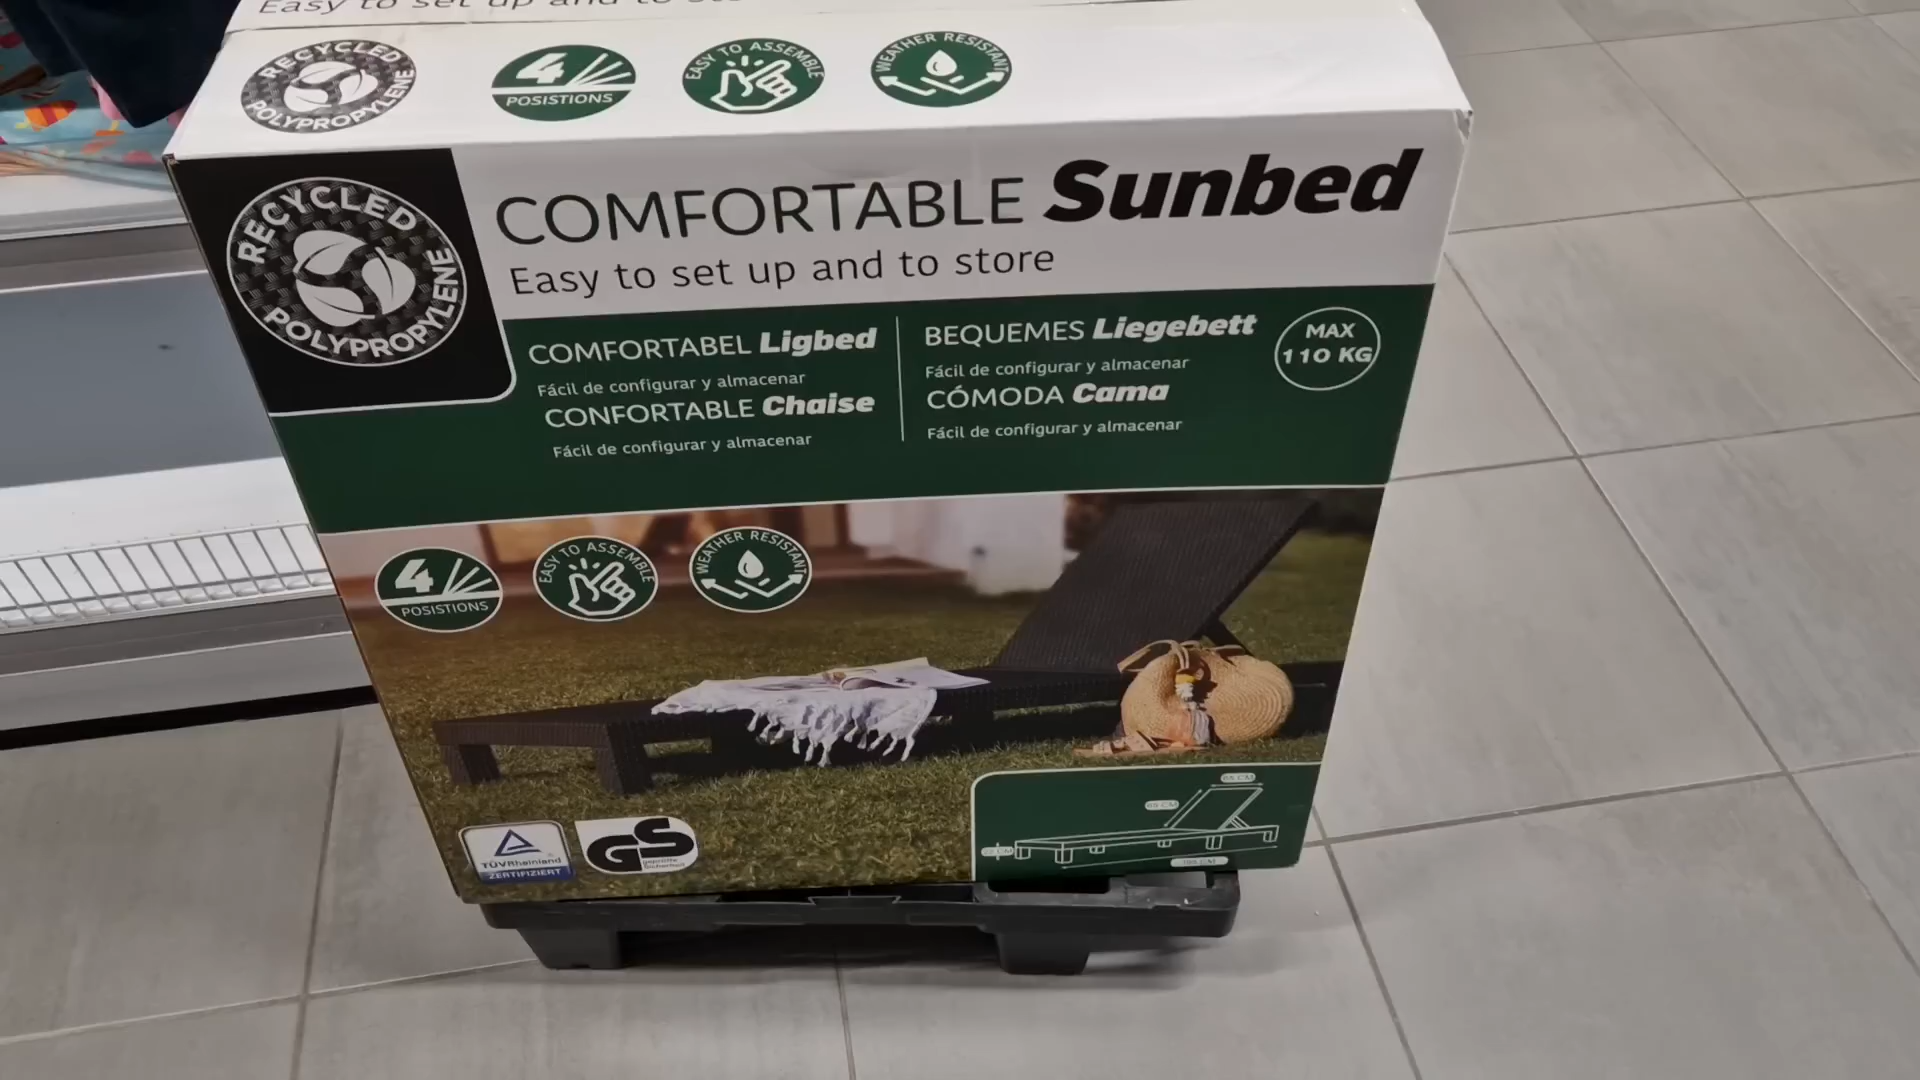 Easy to set up and to
RECYCLED POLYPROPYLENE
4 POSISTIONS
EASY TO ASSEMBLE
WEATHER RESISTANT
RECYCLED POLYPROPYLENE
COMFORTABLE Sunbed
Easy to set up and to store
COMFORTABEL Ligbed
Fácil de configurar y almacenar
CONFORTABLE Chaise
Fácil de configurar y almacenar
BEQUEMES Liegebett
Fácil de configurar y almacenar
CÓMODA Cama
Fácil de configurar y almacenar
MAX
110 KG
4
POSISTIONS
EASY TO ASSEMBLE
WEATHER RESISTANT
TÜVRheinland
ZERTIFIZIERT
GS
geprüfte
Sicherheit